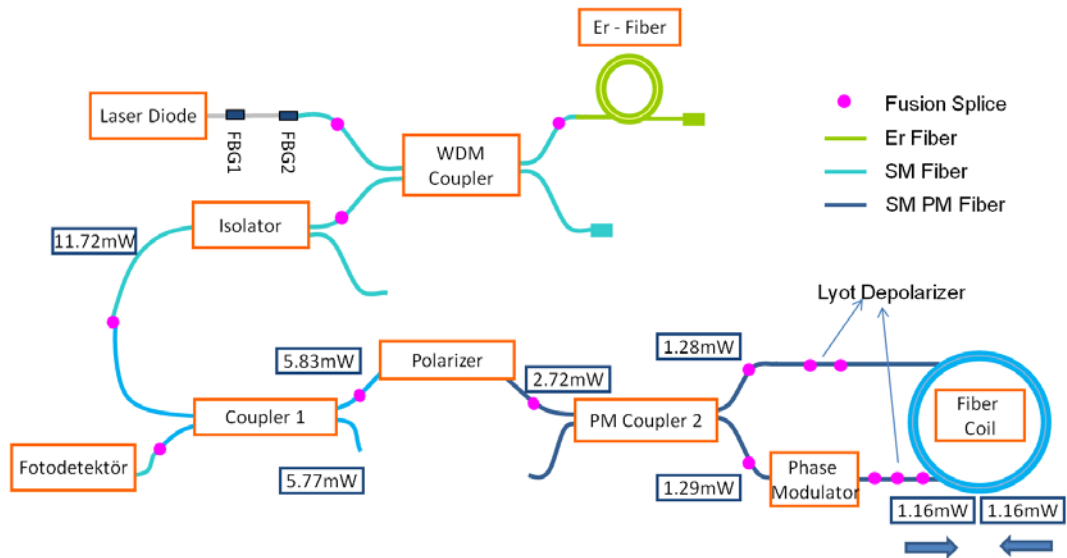 Er - Fiber
Laser Diode
FBG1
FBG2
WDM
Coupler
Fusion Splice
Er Fiber
SM Fiber
SM PM Fiber
Isolator
11.72mW
Lyot Depolarizer
5.83mW
Polarizer
2.72mW
1.28mW
Coupler 1
PM Coupler 2
Fiber
Coil
Fotodetektör
5.77mW
1.29mW
Phase
Modulator
1.16mW
1.16mW